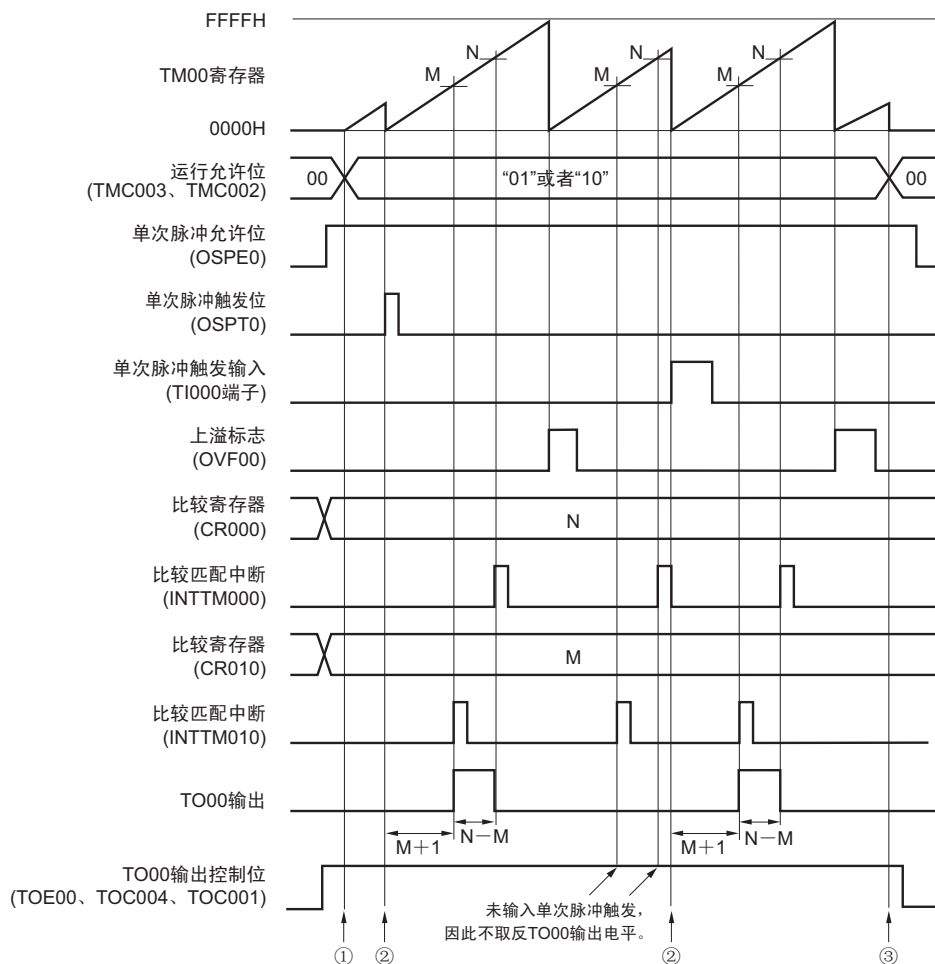 FFFFH
TM00寄存器
0000H
M
N
M
N
M
N
运行允许位
(TMC003、TMC002)
00
“01”或者“10”
00
单次脉冲允许位
(OSPE0)
单次脉冲触发位
(OSPT0)
单次脉冲触发输入
(TI000端子)
上溢标志
(OVF00)
比较寄存器
(CR000)
N
比较匹配中断
(INTTM000)
比较寄存器
(CR010)
M
比较匹配中断
(INTTM010)
TO00输出
M+1
N−M
M+1
N−M
TO00输出控制位
(TOE00、TOC004、TOC001)
未输入单次脉冲触发，
因此不取反TO00输出电平。
①
②
②
③